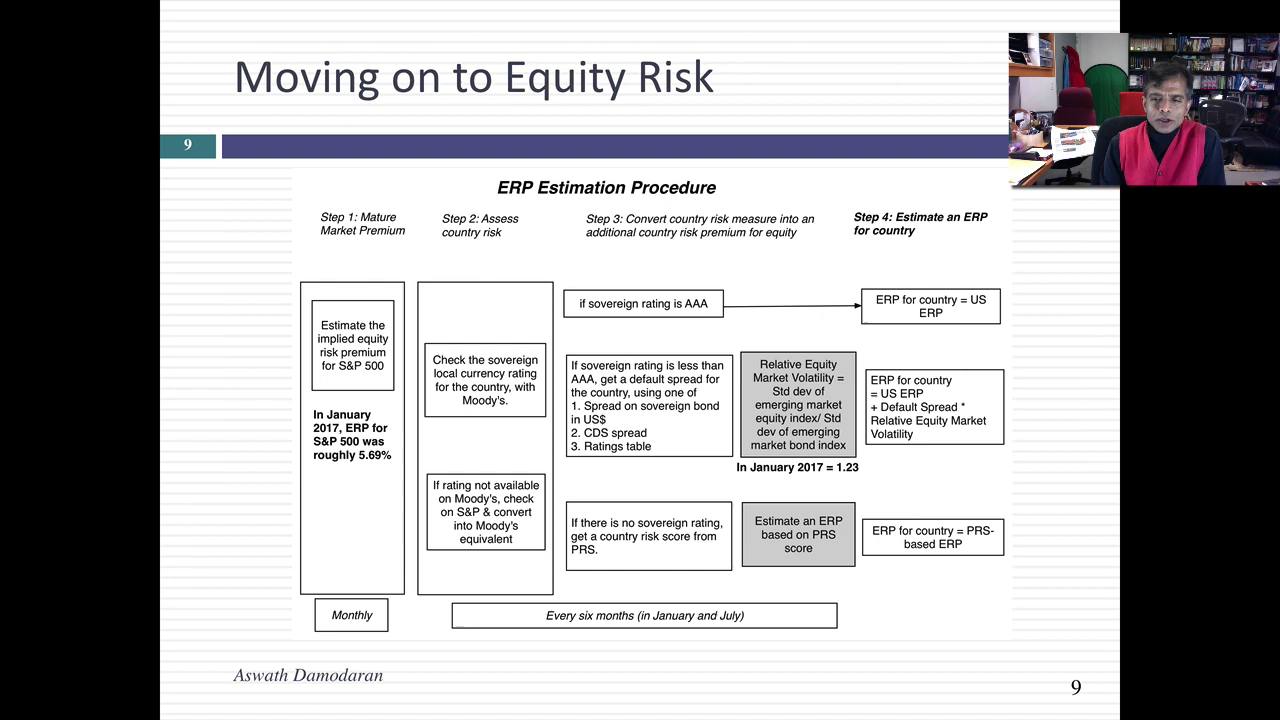 Moving on to Equity Risk
9
ERP Estimation Procedure
Step 1: Mature
Market Premium
Step 2: Assess
country risk
Step 3: Convert country risk measure into an
additional country risk premium for equity
Step 4: Estimate an ERP
for country
Estimate the
implied equity
risk premium
for S&P 500
In January
2017, ERP for
S&P 500 was
roughly 5.69%
Check the sovereign
local currency rating
for the country, with
Moody's.
If rating not available
on Moody's, check
on S&P & convert
into Moody's
equivalent
if sovereign rating is AAA
ERP for country = US
ERP
If sovereign rating is less than
AAA, get a default spread for
the country, using one of
1. Spread on sovereign bond
in US$
2. CDS spread
3. Ratings table
Relative Equity
Market Volatility =
Std dev of
emerging market
equity index/ Std
dev of emerging
market bond index
In January 2017 = 1.23
ERP for country
= US ERP
+ Default Spread *
Relative Equity Market
Volatility
If there is no sovereign rating,
get a country risk score from
PRS.
Estimate an ERP
based on PRS
score
ERP for country = PRS-
based ERP
Monthly
Every six months (in January and July)
Aswath Damodaran
9